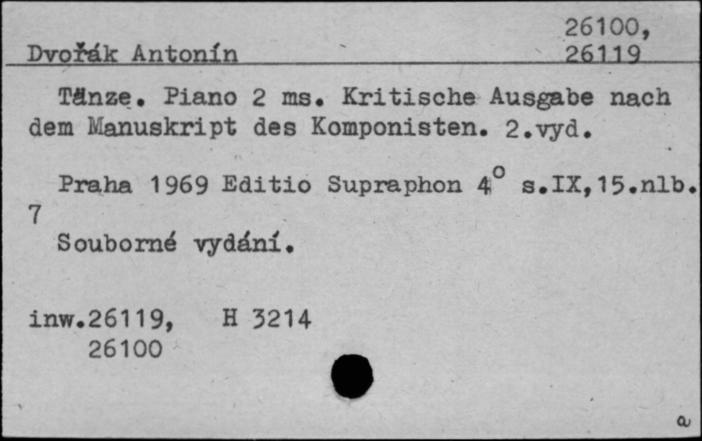 26100,
Dvořák Antonín 26119
Tänze. Piano 2 ms. Kritische Ausgabe nach
dem Manuskript des Komponisten. 2.vyd.
Praha 1969 Editio Supraphon 4° s.IX,15.nlb.
7
Souborné vydání.
inw.26119, H 3214
26100
a